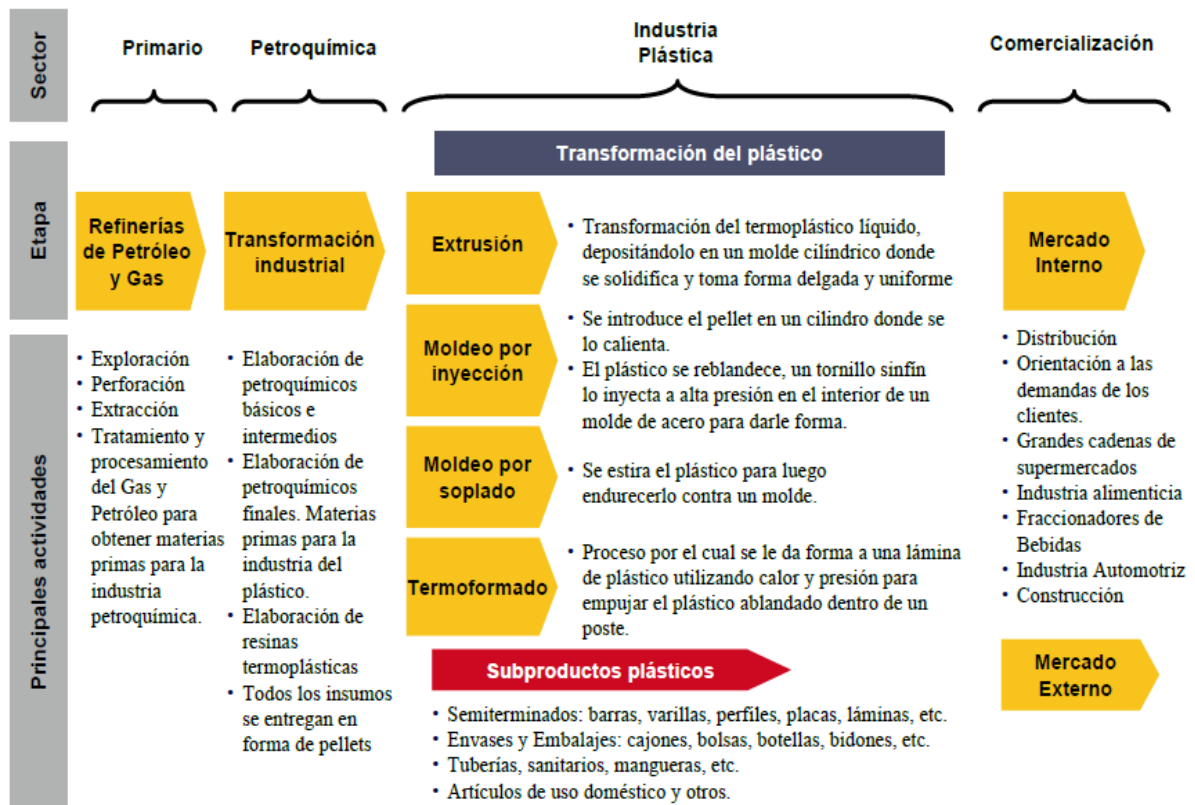 Sector
Primario
Petroquímica
Industria
Plástica
Comercialización
Etapa
Transformación del plástico
Refinerías
de Petróleo
y Gas
Transformación
industrial
Extrusión
• Transformación del termoplástico líquido,
depositándolo en un molde cilíndrico donde
se solidifica y toma forma delgada y uniforme
Moldeo por
inyección
• Se introduce el pellet en un cilindro donde se
lo calienta.
• El plástico se reblandece, un tornillo sinfín
lo inyecta a alta presión en el interior de un
molde de acero para darle forma.
Moldeo por
soplado
• Se estira el plástico para luego
endurecerlo contra un molde.
Termoformado
• Proceso por el cual se le da forma a una lámina
de plástico utilizando calor y presión para
empujar el plástico ablandado dentro de un
poste.
Mercado
Interno
Principales actividades
• Exploración
• Perforación
• Extracción
• Tratamiento y
procesamiento
del Gas y
Petróleo para
obtener materias
primas para la
industria
petroquímica.
• Elaboración de
petroquímicos
básicos e
intermedios
• Elaboración de
petroquímicos
finales. Materias
primas para la
industria del
plástico.
• Elaboración de
resinas
termoplásticas
• Todos los insumos
se entregan en
forma de pellets
Subproductos plásticos
• Semiterminados: barras, varillas, perfiles, placas, láminas, etc.
• Envases y Embalajes: cajones, bolsas, botellas, bidones, etc.
• Tuberías, sanitarios, mangueras, etc.
• Artículos de uso doméstico y otros.
• Distribución
• Orientación a las
demandas de los
clientes.
• Grandes cadenas de
supermercados
• Industria alimenticia
• Fraccionadores de
Bebidas
• Industria Automotriz
• Construcción
Mercado
Externo